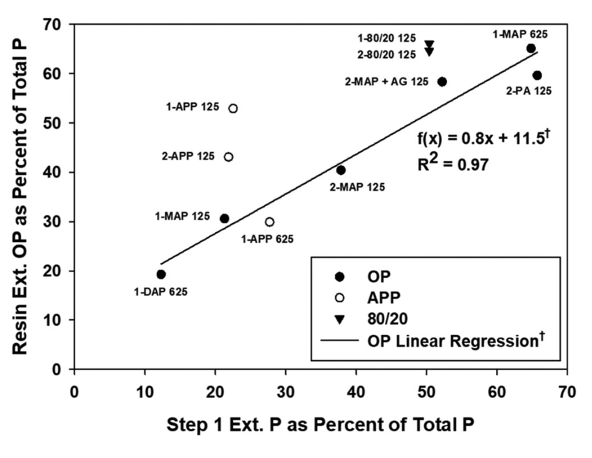 70
60
50
40
30
20
10
0
Resin Ext. OP as Percent of Total P
1-80/20 125
2-80/20 125
1-MAP 625
2-MAP + AG 125
2-PA 125
1-APP 125
2-APP 125
f(x) = 0.8x + 11.5†
R² = 0.97
2-MAP 125
1-MAP 125
1-APP 625
1-DAP 625
OP
APP
80/20
OP Linear Regression†
0 10 20 30 40 50 60 70
Step 1 Ext. P as Percent of Total P